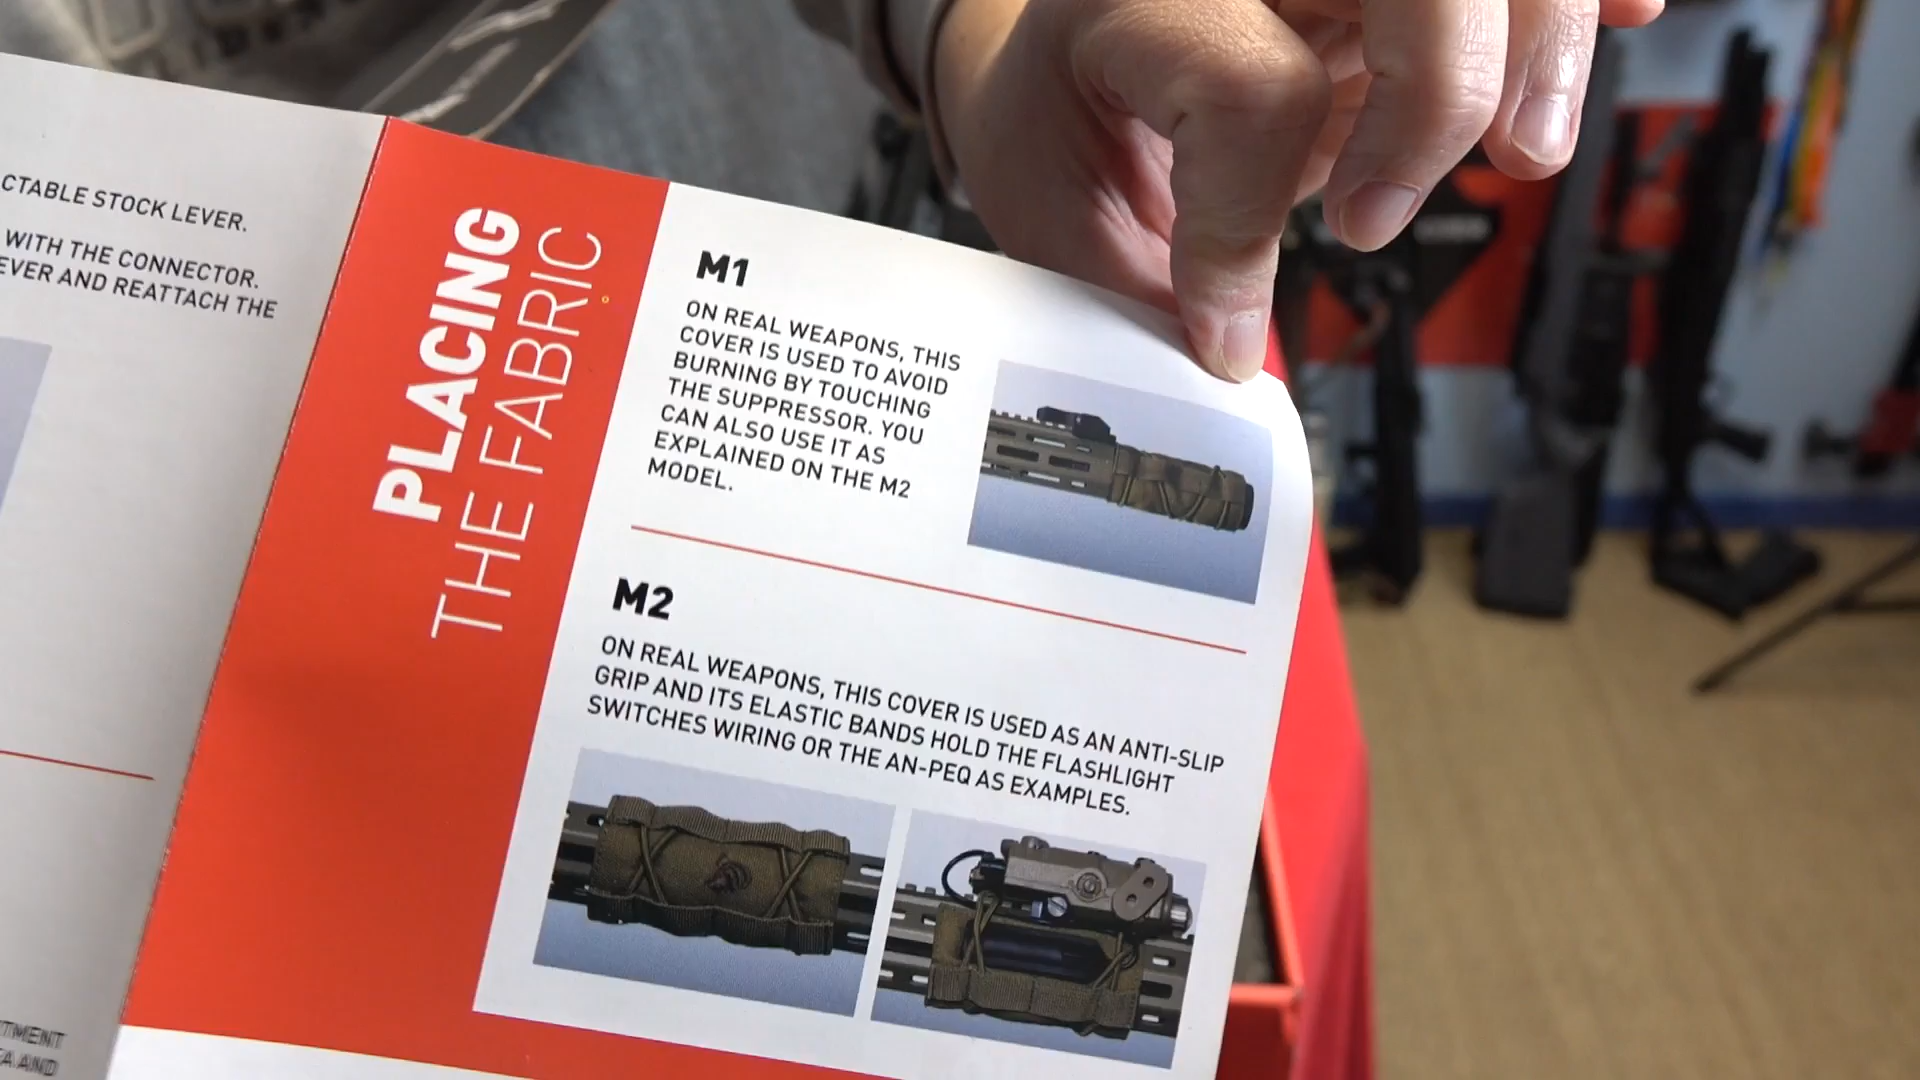 CTABLE STOCK LEVER.
WITH THE CONNECTOR.
EVER AND REATTACH THE
PLACING
THE FABRIC
M1
ON REAL WEAPONS, THIS
COVER IS USED TO AVOID
BURNING BY TOUCHING
THE SUPPRESSOR. YOU
CAN ALSO USE IT AS
EXPLAINED ON THE M2
MODEL.
M2
ON REAL WEAPONS, THIS COVER IS USED AS AN ANTI-SLIP
GRIP AND ITS ELASTIC BANDS HOLD THE FLASHLIGHT
SWITCHES WIRING OR THE AN-PEQ AS EXAMPLES.
TMENT
A AND